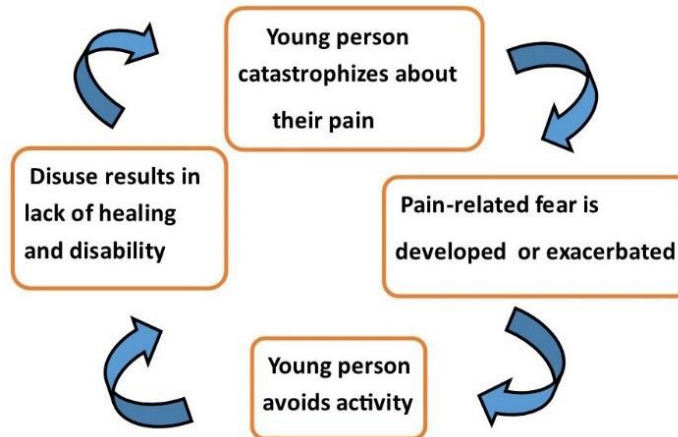 Young person
catastrophizes about
their pain
Pain-related fear is
developed or exacerbated
Young person
avoids activity
Disuse results in
lack of healing
and disability